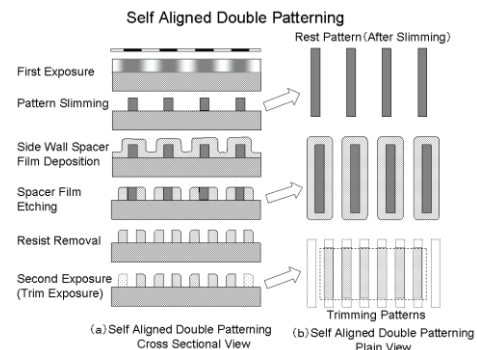 Self Aligned Double Patterning
Rest Pattern(After Slimming)
First Exposure
Pattern Slimming
Side Wall Spacer
Film Deposition
Spacer Film
Etching
Resist Removal
Second Exposure
(Trim Exposure)
Trimming Patterns
(a)Self Aligned Double Patterning
Cross Sectional View
(b)Self Aligned Double Patterning
Plain View